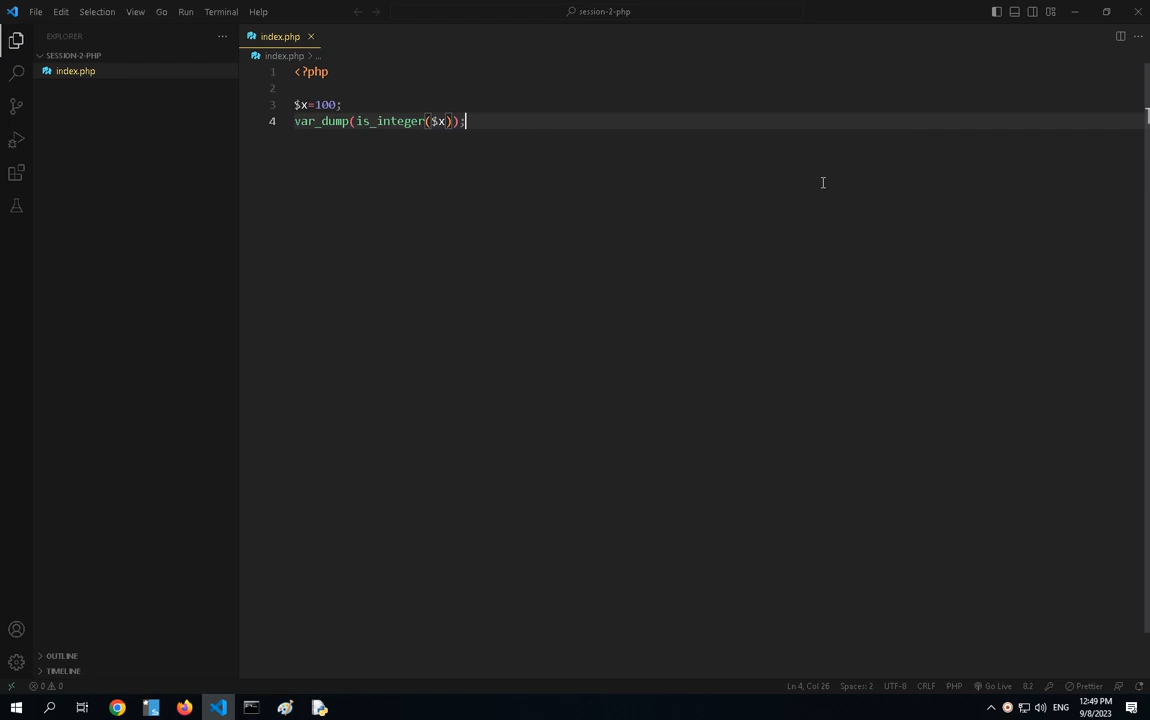 File Edit Selection View Go Run Terminal Help session-2-php
EXPLORER ···
index.php
SESSION-2-PHP
index.php
index.php > ...
1 <?php
2
3 $x=100;
4 var_dump(is_integer($x));
OUTLINE
TIMELINE
0 0 Ln 4, Col 26 Spaces: 2 UTF-8 CRLF PHP Go Live 8.2 Prettier
ENG
12:49 PM
9/8/2023